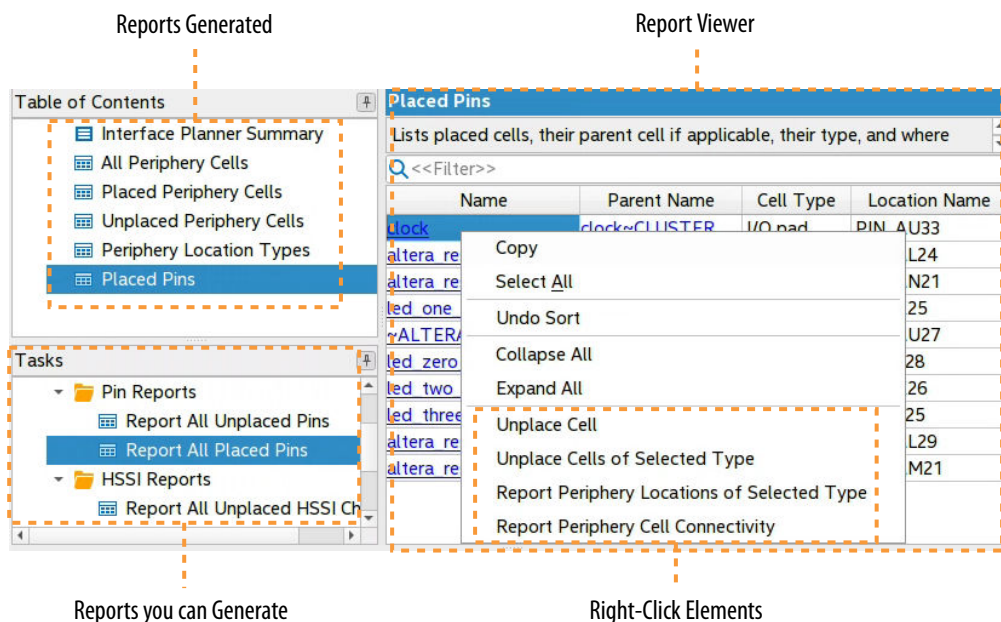 Reports Generated
Report Viewer
Table of Contents
Interface Planner Summary
All Periphery Cells
Placed Periphery Cells
Unplaced Periphery Cells
Periphery Location Types
Placed Pins
Tasks
Pin Reports
Report All Unplaced Pins
Report All Placed Pins
HSSI Reports
Report All Unplaced HSSI Ch
Placed Pins
Lists placed cells, their parent cell if applicable, their type, and where
<<Filter>>
Name Parent Name Cell Type Location Name
clock clock~CLUSTER I/O pad PIN_AU33
altera_re L24
altera_re N21
led_one 25
~ALTERA U27
led_zero 28
led_two 26
led_three 25
altera_re L29
altera_re M21
Copy
Select All
Undo Sort
Collapse All
Expand All
Unplace Cell
Unplace Cells of Selected Type
Report Periphery Locations of Selected Type
Report Periphery Cell Connectivity
Reports you can Generate
Right-Click Elements